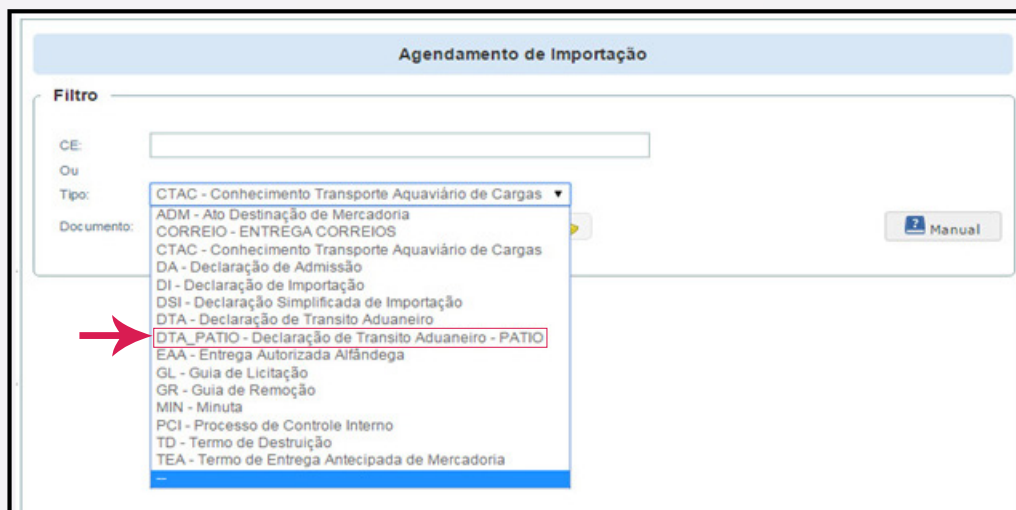 Agendamento de Importação
Filtro
CE:
Ou
Tipo:
CTAC - Conhecimento Transporte Aquaviário de Cargas
Documento:
ADM - Ato Destinação de Mercadoria
CORREIO - ENTREGA CORREIOS
CTAC - Conhecimento Transporte Aquaviário de Cargas
DA - Declaração de Admissão
DI - Declaração de Importação
DSI - Declaração Simplificada de Importação
DTA - Declaração de Transito Aduaneiro
DTA_PATIO - Declaração de Transito Aduaneiro - PATIO
EAA - Entrega Autorizada Alfândega
GL - Guia de Licitação
GR - Guia de Remoção
MIN - Minuta
PCI - Processo de Controle Interno
TD - Termo de Destruição
TEA - Termo de Entrega Antecipada de Mercadoria
--
Manual